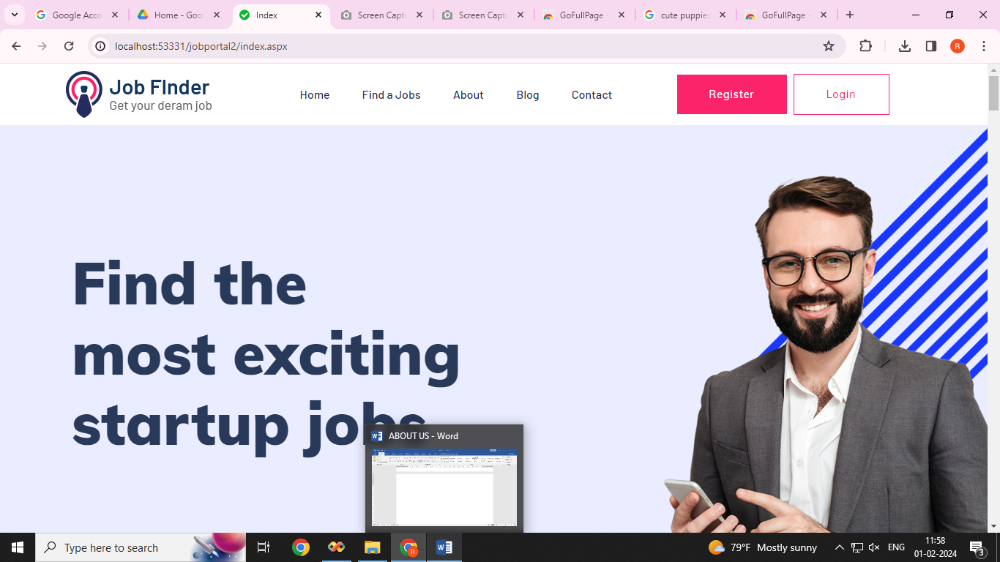 Google Acco
Home - Goo
Index
Screen Captu
Screen Captu
GoFullPage -
cute puppies
GoFullPage -
localhost:53331/jobportal2/index.aspx
R
Job FInder
Get your deram job
Home
Find a Jobs
About
Blog
Contact
Register
Login
Find the
most exciting
startup jobs
ABOUT US - Word
Type here to search
79°F Mostly sunny
ENG
11:58
01-02-2024
3